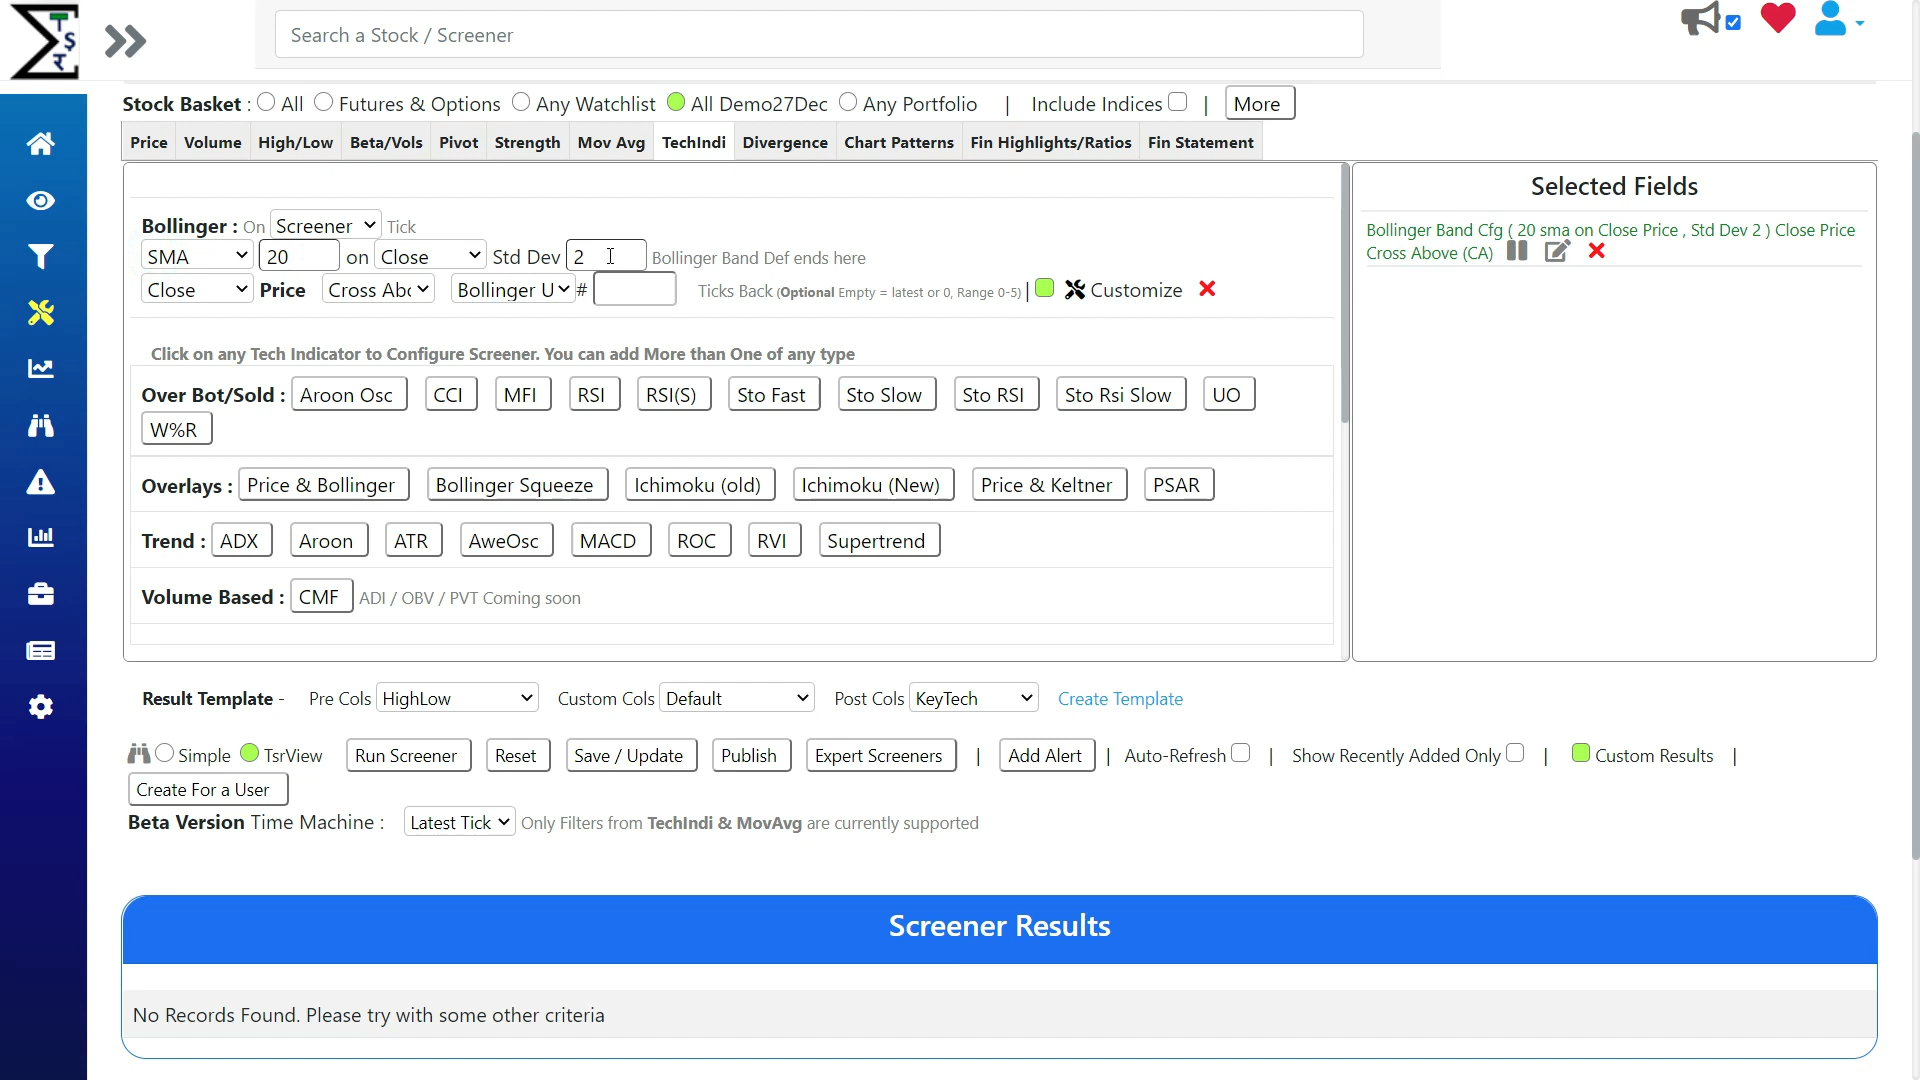 T $ ₹
Search a Stock / Screener
Stock Basket : All Futures & Options Any Watchlist All Demo27Dec Any Portfolio | Include Indices | More
Price Volume High/Low Beta/Vols Pivot Strength Mov Avg TechIndi Divergence Chart Patterns Fin Highlights/Ratios Fin Statement
Bollinger : On Screener Tick
SMA 20 on Close Std Dev 2 Bollinger Band Def ends here
Close Price Cross Abc Bollinger U # Ticks Back (Optional Empty = latest or 0, Range 0-5) | Customize
Click on any Tech Indicator to Configure Screener. You can add More than One of any type
Over Bot/Sold : Aroon Osc CCI MFI RSI RSI(S) Sto Fast Sto Slow Sto RSI Sto Rsi Slow UO
W%R
Overlays : Price & Bollinger Bollinger Squeeze Ichimoku (old) Ichimoku (New) Price & Keltner PSAR
Trend : ADX Aroon ATR AweOsc MACD ROC RVI Supertrend
Volume Based : CMF ADI / OBV / PVT Coming soon
Selected Fields
Bollinger Band Cfg ( 20 sma on Close Price , Std Dev 2 ) Close Price
Cross Above (CA)
Result Template - Pre Cols HighLow Custom Cols Default Post Cols KeyTech Create Template
Simple TsrView Run Screener Reset Save / Update Publish Expert Screeners | Add Alert | Auto-Refresh | Show Recently Added Only | Custom Results |
Create For a User
Beta Version Time Machine : Latest Tick Only Filters from TechIndi & MovAvg are currently supported
Screener Results
No Records Found. Please try with some other criteria